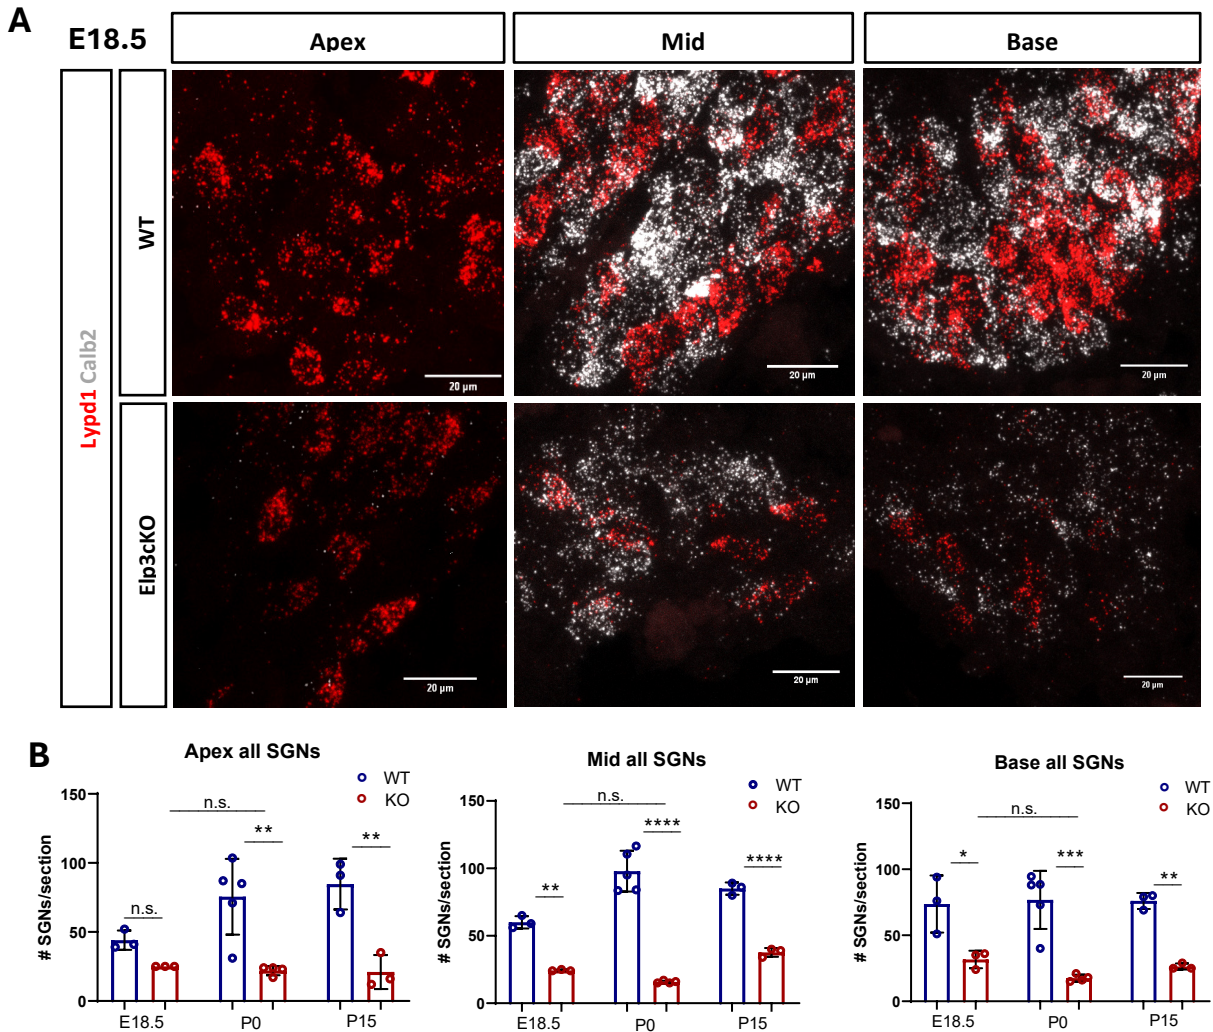 A
E18.5
Apex
Mid
Base
Lypd1 Calb2
WT
20 µm
20 µm
20 µm
Elp3cKO
20 µm
20 µm
20 µm
B
Apex all SGNs
WT
KO
# SGNs/section
150
100
50
0
n.s.
n.s.
**
**
E18.5
P0
P15
Mid all SGNs
WT
KO
# SGNs/section
150
100
50
0
n.s.
**
****
****
E18.5
P0
P15
Base all SGNs
WT
KO
# SGNs/section
150
100
50
0
n.s.
*
***
**
E18.5
P0
P15